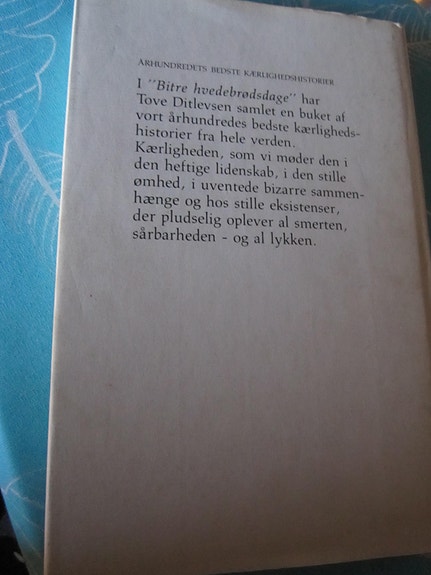 ÅRHUNDREDETS BEDSTE KÆRLIGHEDSHISTORIER
I "Bitre hvedebrødsdage" har
Tove Ditlevsen samlet en buket af
vort århundredes bedste kærligheds-
historier fra hele verden.
Kærligheden, som vi møder den i
den heftige lidenskab, i den stille
ømhed, i uventede bizarre sammen-
hænge og hos stille eksistenser,
der pludselig oplever al smerten,
sårbarheden - og al lykken.